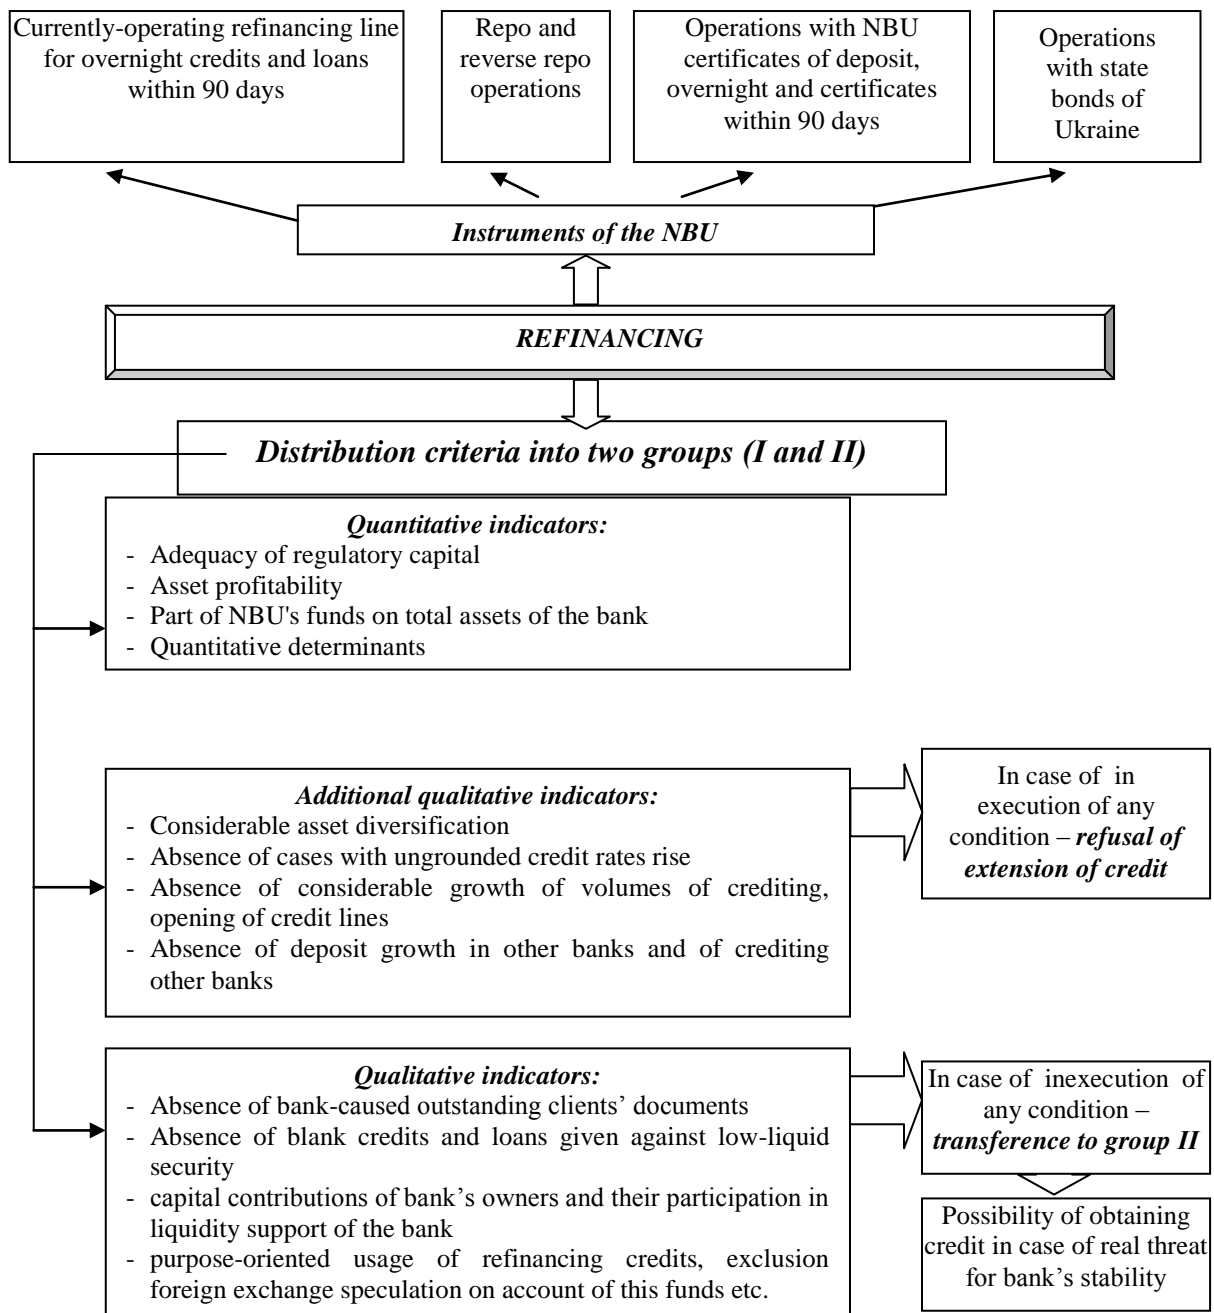 Currently-operating refinancing line
for overnight credits and loans
within 90 days
Repo and
reverse repo
operations
Operations with NBU
certificates of deposit,
overnight and certificates
within 90 days
Operations
with state
bonds of
Ukraine
Instruments of the NBU
REFINANCING
Distribution criteria into two groups (I and II)
Quantitative indicators:
- Adequacy of regulatory capital
- Asset profitability
- Part of NBU's funds on total assets of the bank
- Quantitative determinants
Additional qualitative indicators:
- Considerable asset diversification
- Absence of cases with ungrounded credit rates rise
- Absence of considerable growth of volumes of crediting,
opening of credit lines
- Absence of deposit growth in other banks and of crediting
other banks
In case of in
execution of any
condition – refusal of
extension of credit
Qualitative indicators:
- Absence of bank-caused outstanding clients’ documents
- Absence of blank credits and loans given against low-liquid
security
- capital contributions of bank’s owners and their participation in
liquidity support of the bank
- purpose-oriented usage of refinancing credits, exclusion
foreign exchange speculation on account of this funds etc.
In case of inexecution of
any condition –
transference to group II
Possibility of obtaining
credit in case of real threat
for bank’s stability